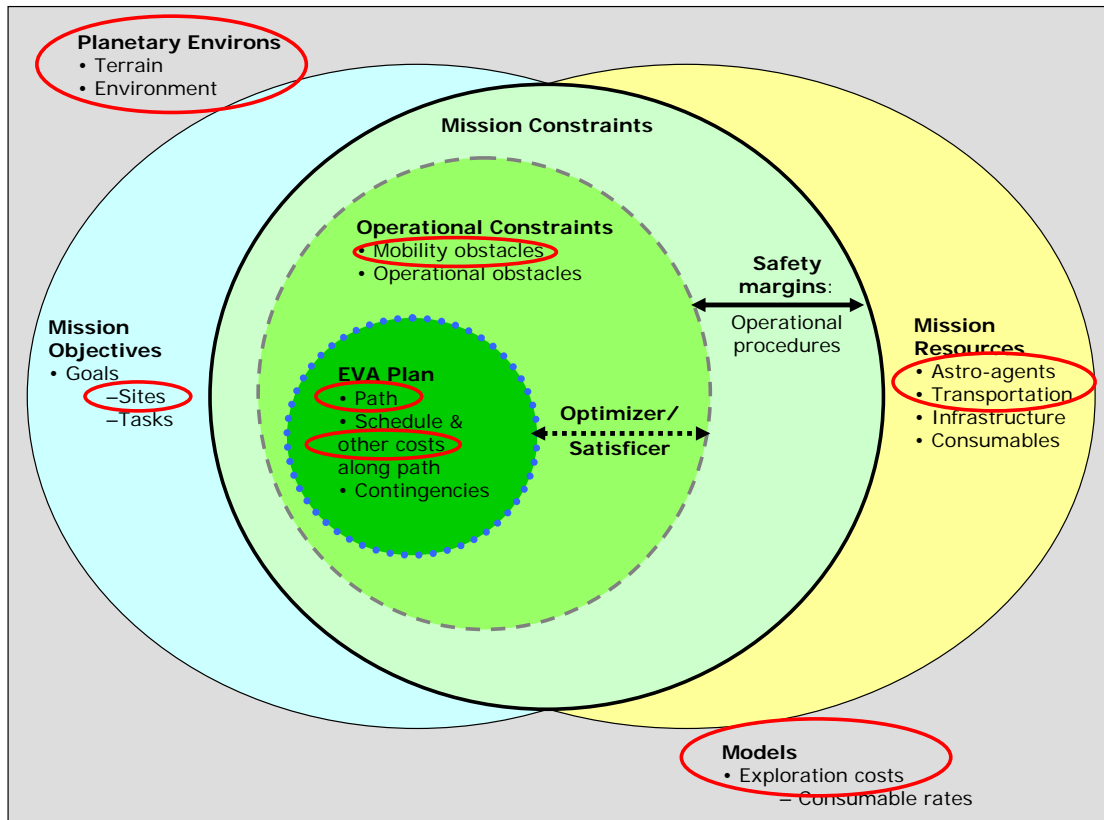 Planetary Environs
• Terrain
• Environment
Mission Constraints
Operational Constraints
• Mobility obstacles
• Operational obstacles
Safety
margins:
Operational
procedures
Mission
Objectives
• Goals
–Sites
–Tasks
EVA Plan
• Path
• Schedule &
other costs
along path
• Contingencies
Optimizer/
Satisficer
Mission
Resources
• Astro-agents
• Transportation
• Infrastructure
• Consumables
Models
• Exploration costs
– Consumable rates